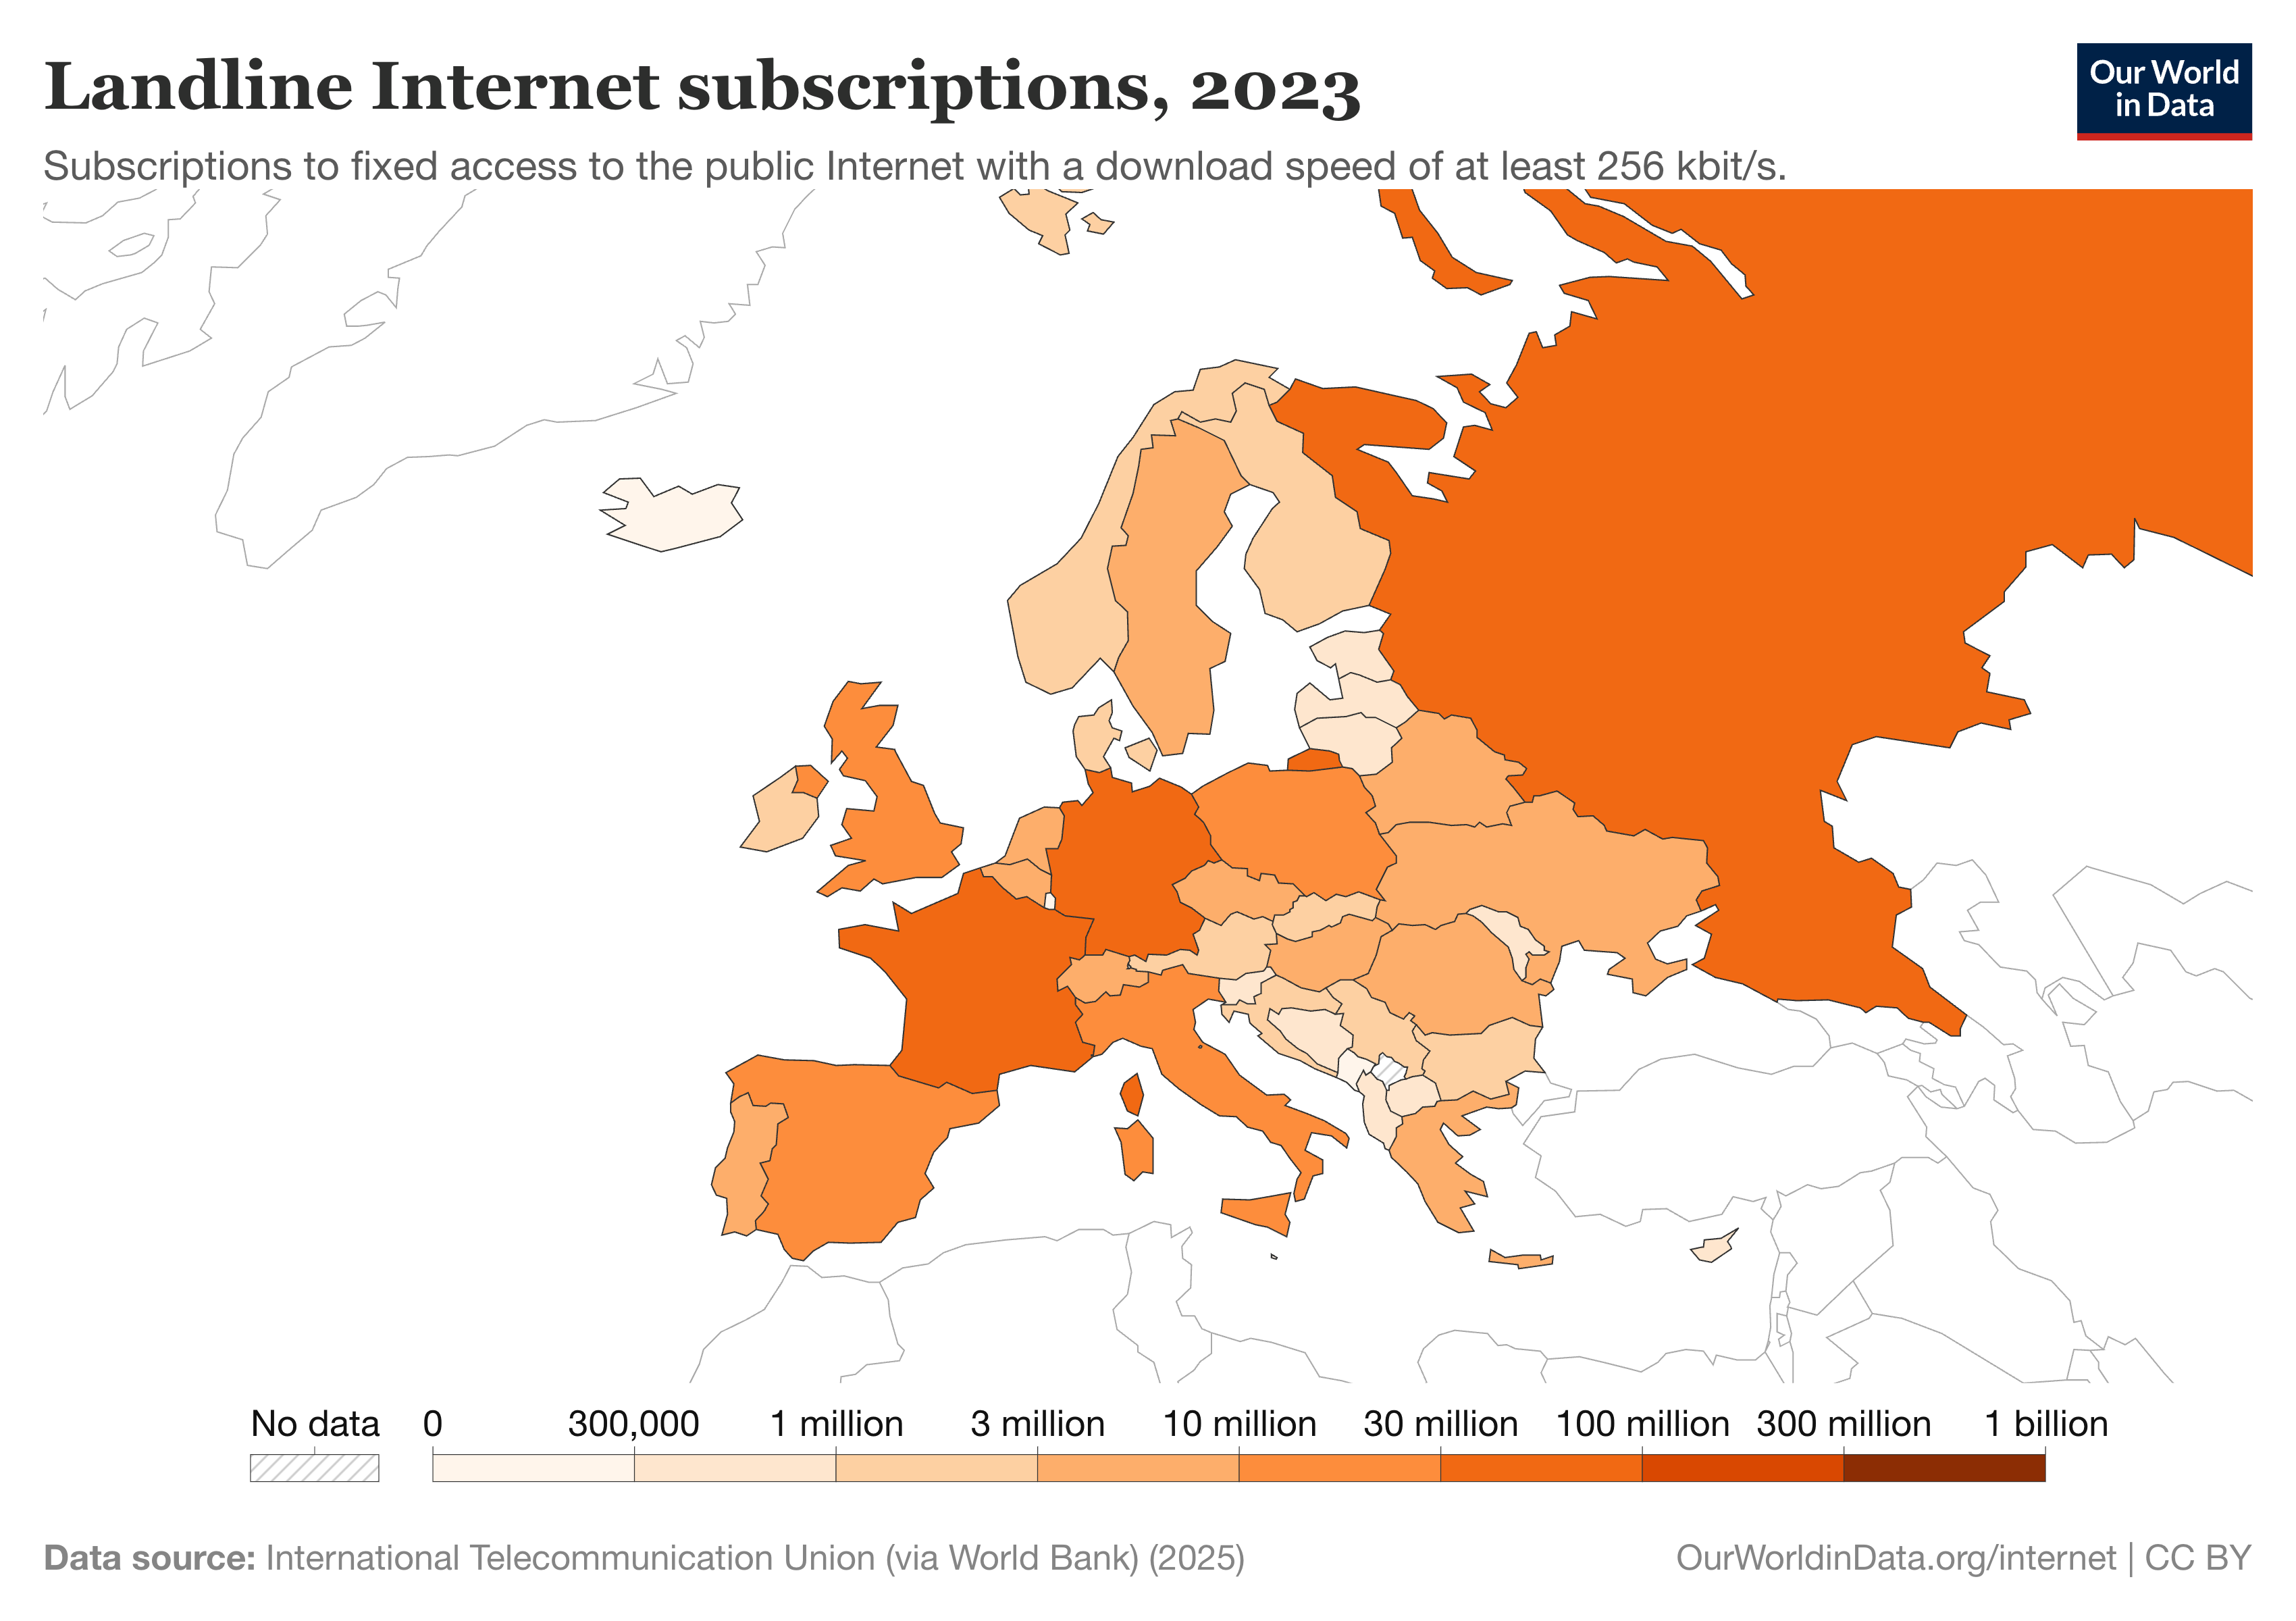 Landline Internet subscriptions, 2023
Our World
in Data
Subscriptions to fixed access to the public Internet with a download speed of at least 256 kbit/s.
No data 0 300,000 1 million 3 million 10 million 30 million 100 million 300 million 1 billion
Data source: International Telecommunication Union (via World Bank) (2025)
OurWorldinData.org/internet | CC BY